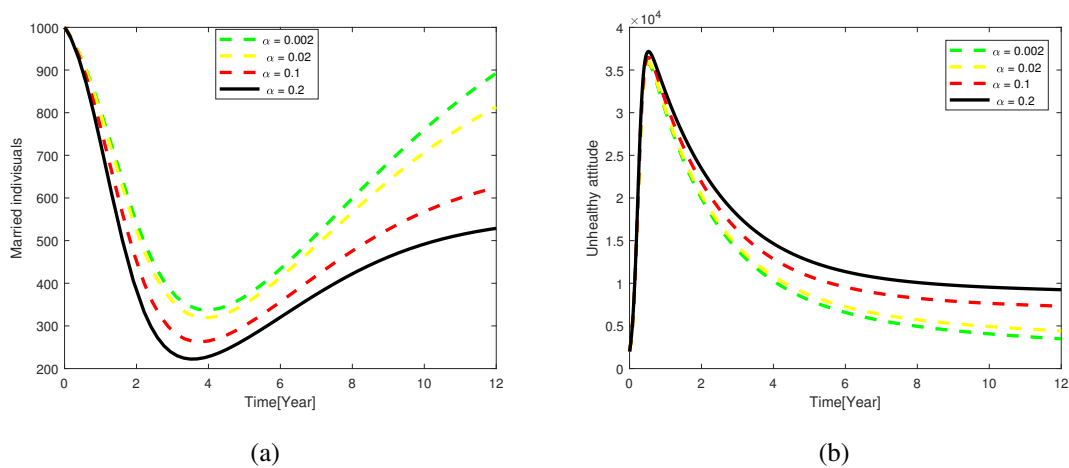 1000
900
800
700
600
500
400
300
200
0 2 4 6 8 10 12
Married indivisuals
Time[Year]
α = 0.002
α = 0.02
α = 0.1
α = 0.2
(a)
×10⁴
4
3.5
3
2.5
2
1.5
1
0.5
0
0 2 4 6 8 10 12
Unhealthy attitude
Time[Year]
α = 0.002
α = 0.02
α = 0.1
α = 0.2
(b)